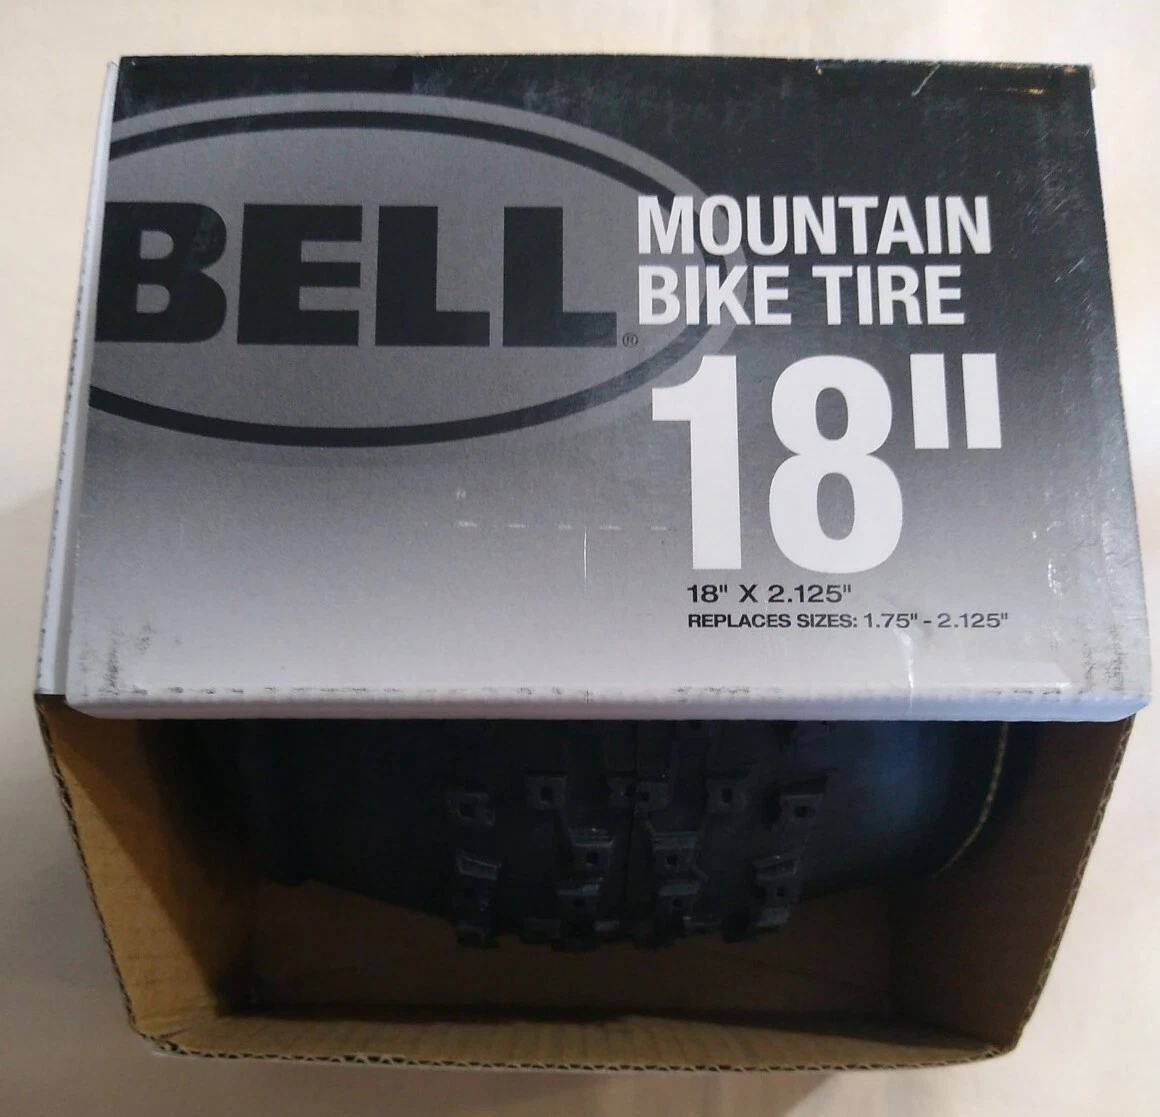 BELL®
MOUNTAIN
BIKE TIRE
18"
18" X 2.125"
REPLACES SIZES: 1.75" - 2.125"